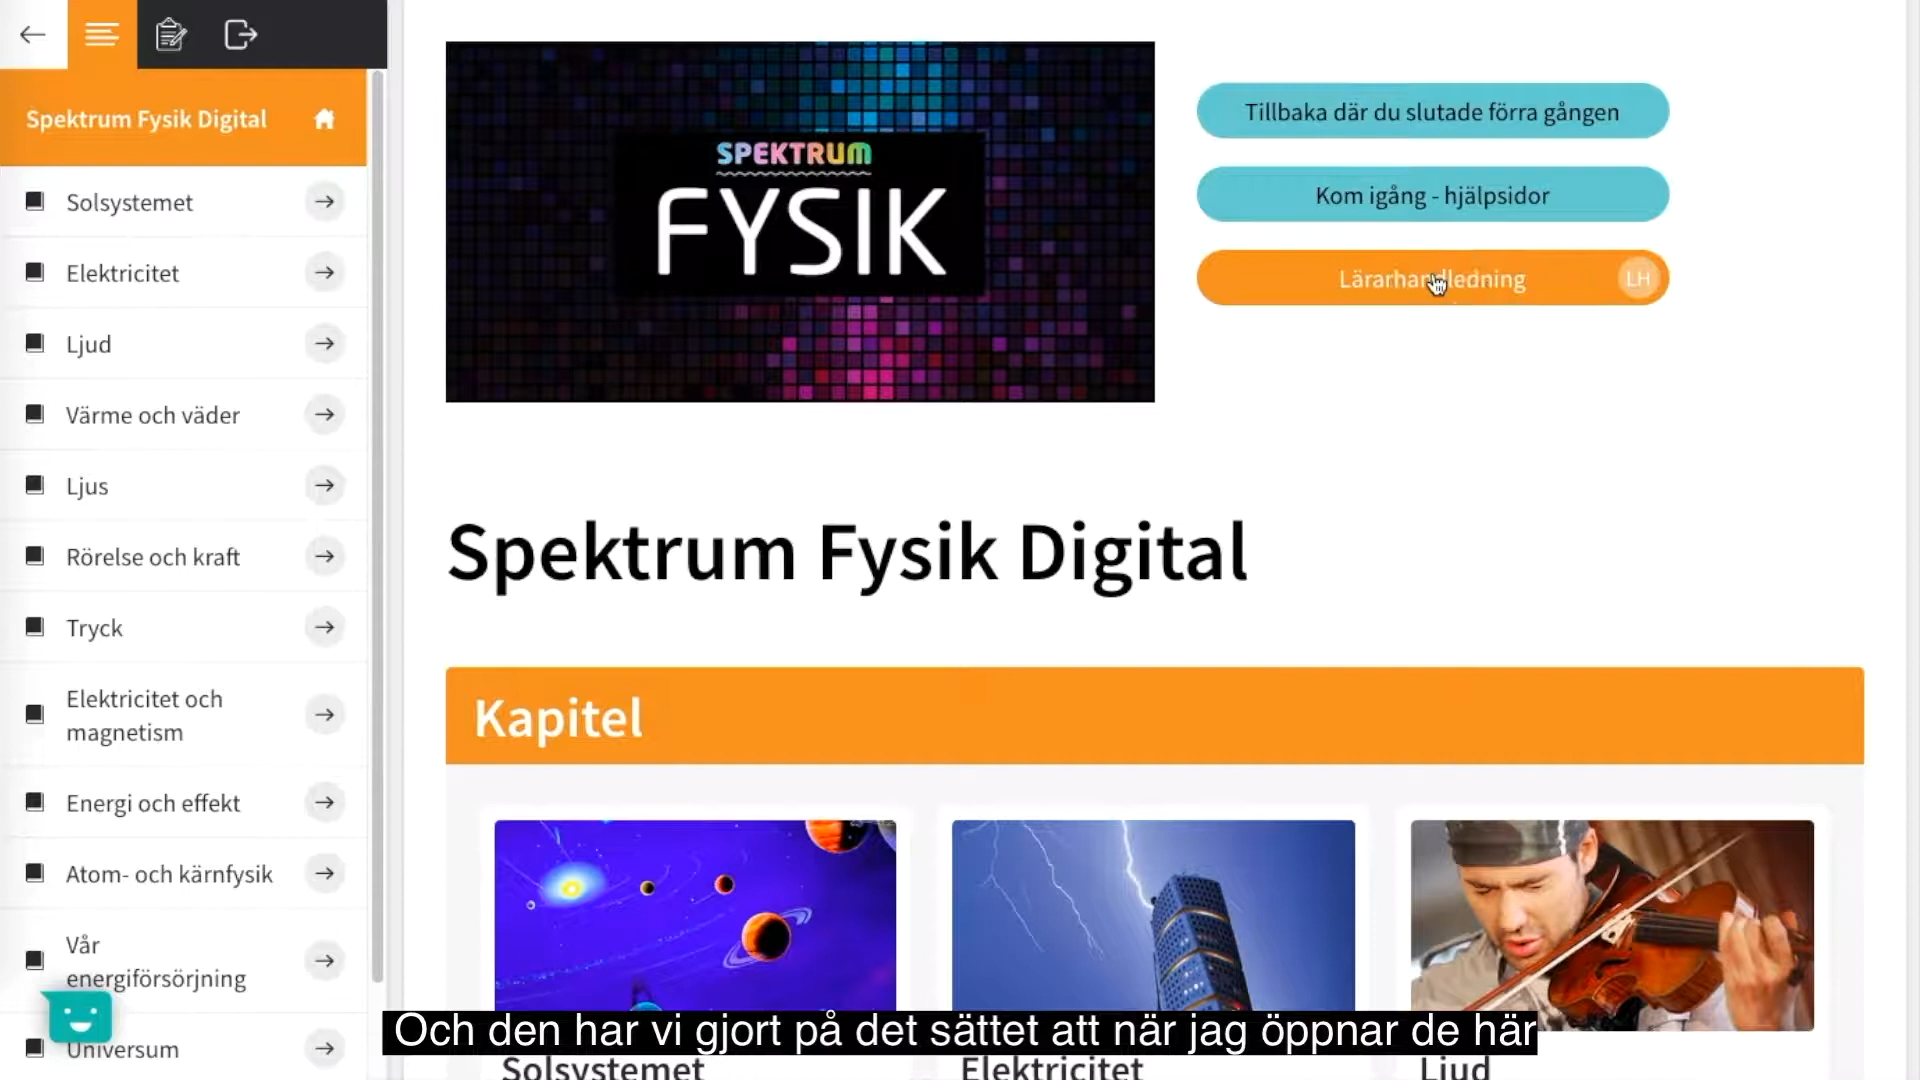 Spektrum Fysik Digital
Solsystemet
Elektricitet
Ljud
Värme och väder
Ljus
Rörelse och kraft
Tryck
Elektricitet och
magnetism
Energi och effekt
Atom- och kärnfysik
Vår
energiförsörjning
Universum
SPEKTRUM
FYSIK
Tillbaka där du slutade förra gången
Kom igång - hjälpsidor
Lärarhandledning LH
Spektrum Fysik Digital
Kapitel
Och den har vi gjort på det sättet att när jag öppnar de här
Solsystemet
Elektricitet
Ljud